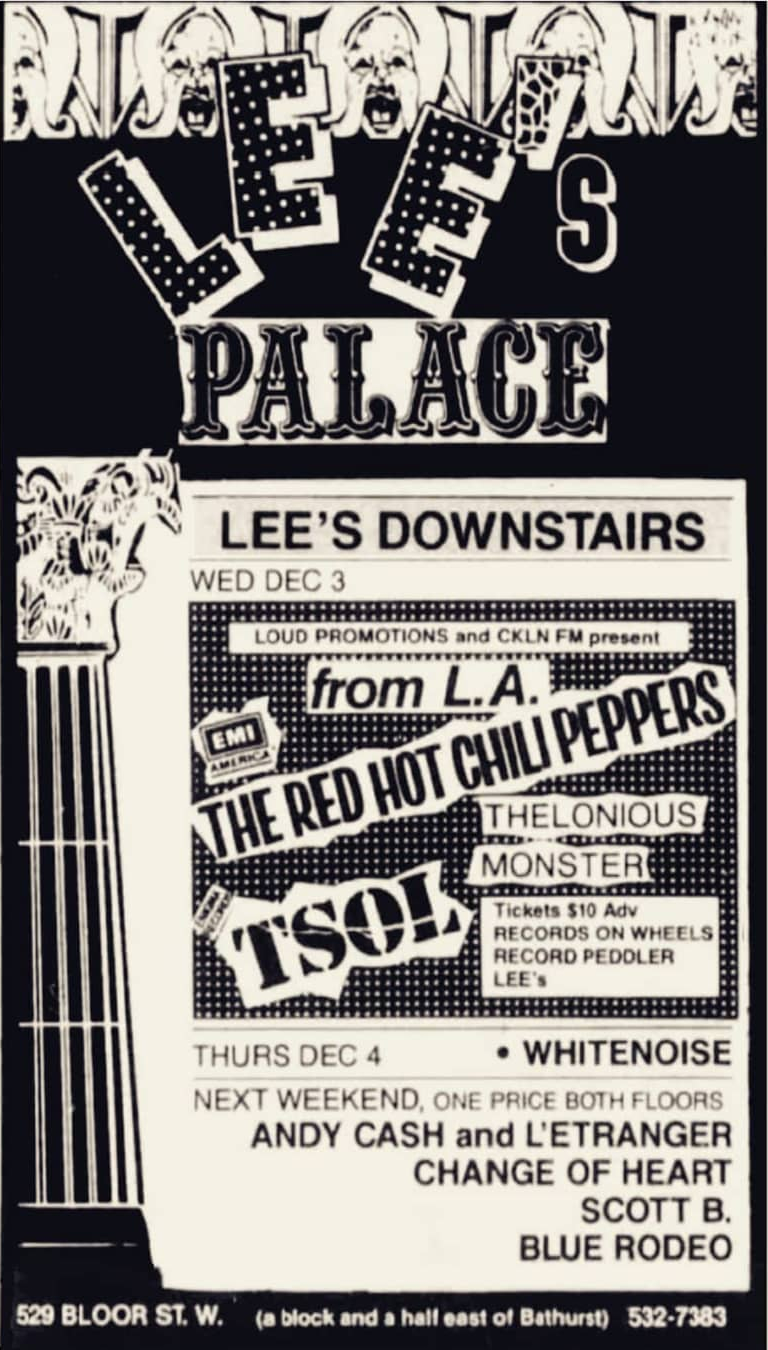 LEE'S
PALACE
LEE'S DOWNSTAIRS
WED DEC 3
LOUD PROMOTIONS and CKLN FM present
from L.A.
EMI
AMERICA
THE RED HOT CHILI PEPPERS
THELONIOUS
MONSTER
TSOL
Tickets $10 Adv
RECORDS ON WHEELS
RECORD PEDDLER
LEE's
THURS DEC 4 • WHITENOISE
NEXT WEEKEND, ONE PRICE BOTH FLOORS
ANDY CASH and L'ETRANGER
CHANGE OF HEART
SCOTT B.
BLUE RODEO
529 BLOOR ST. W. (a block and a half east of Bathurst) 532-7383